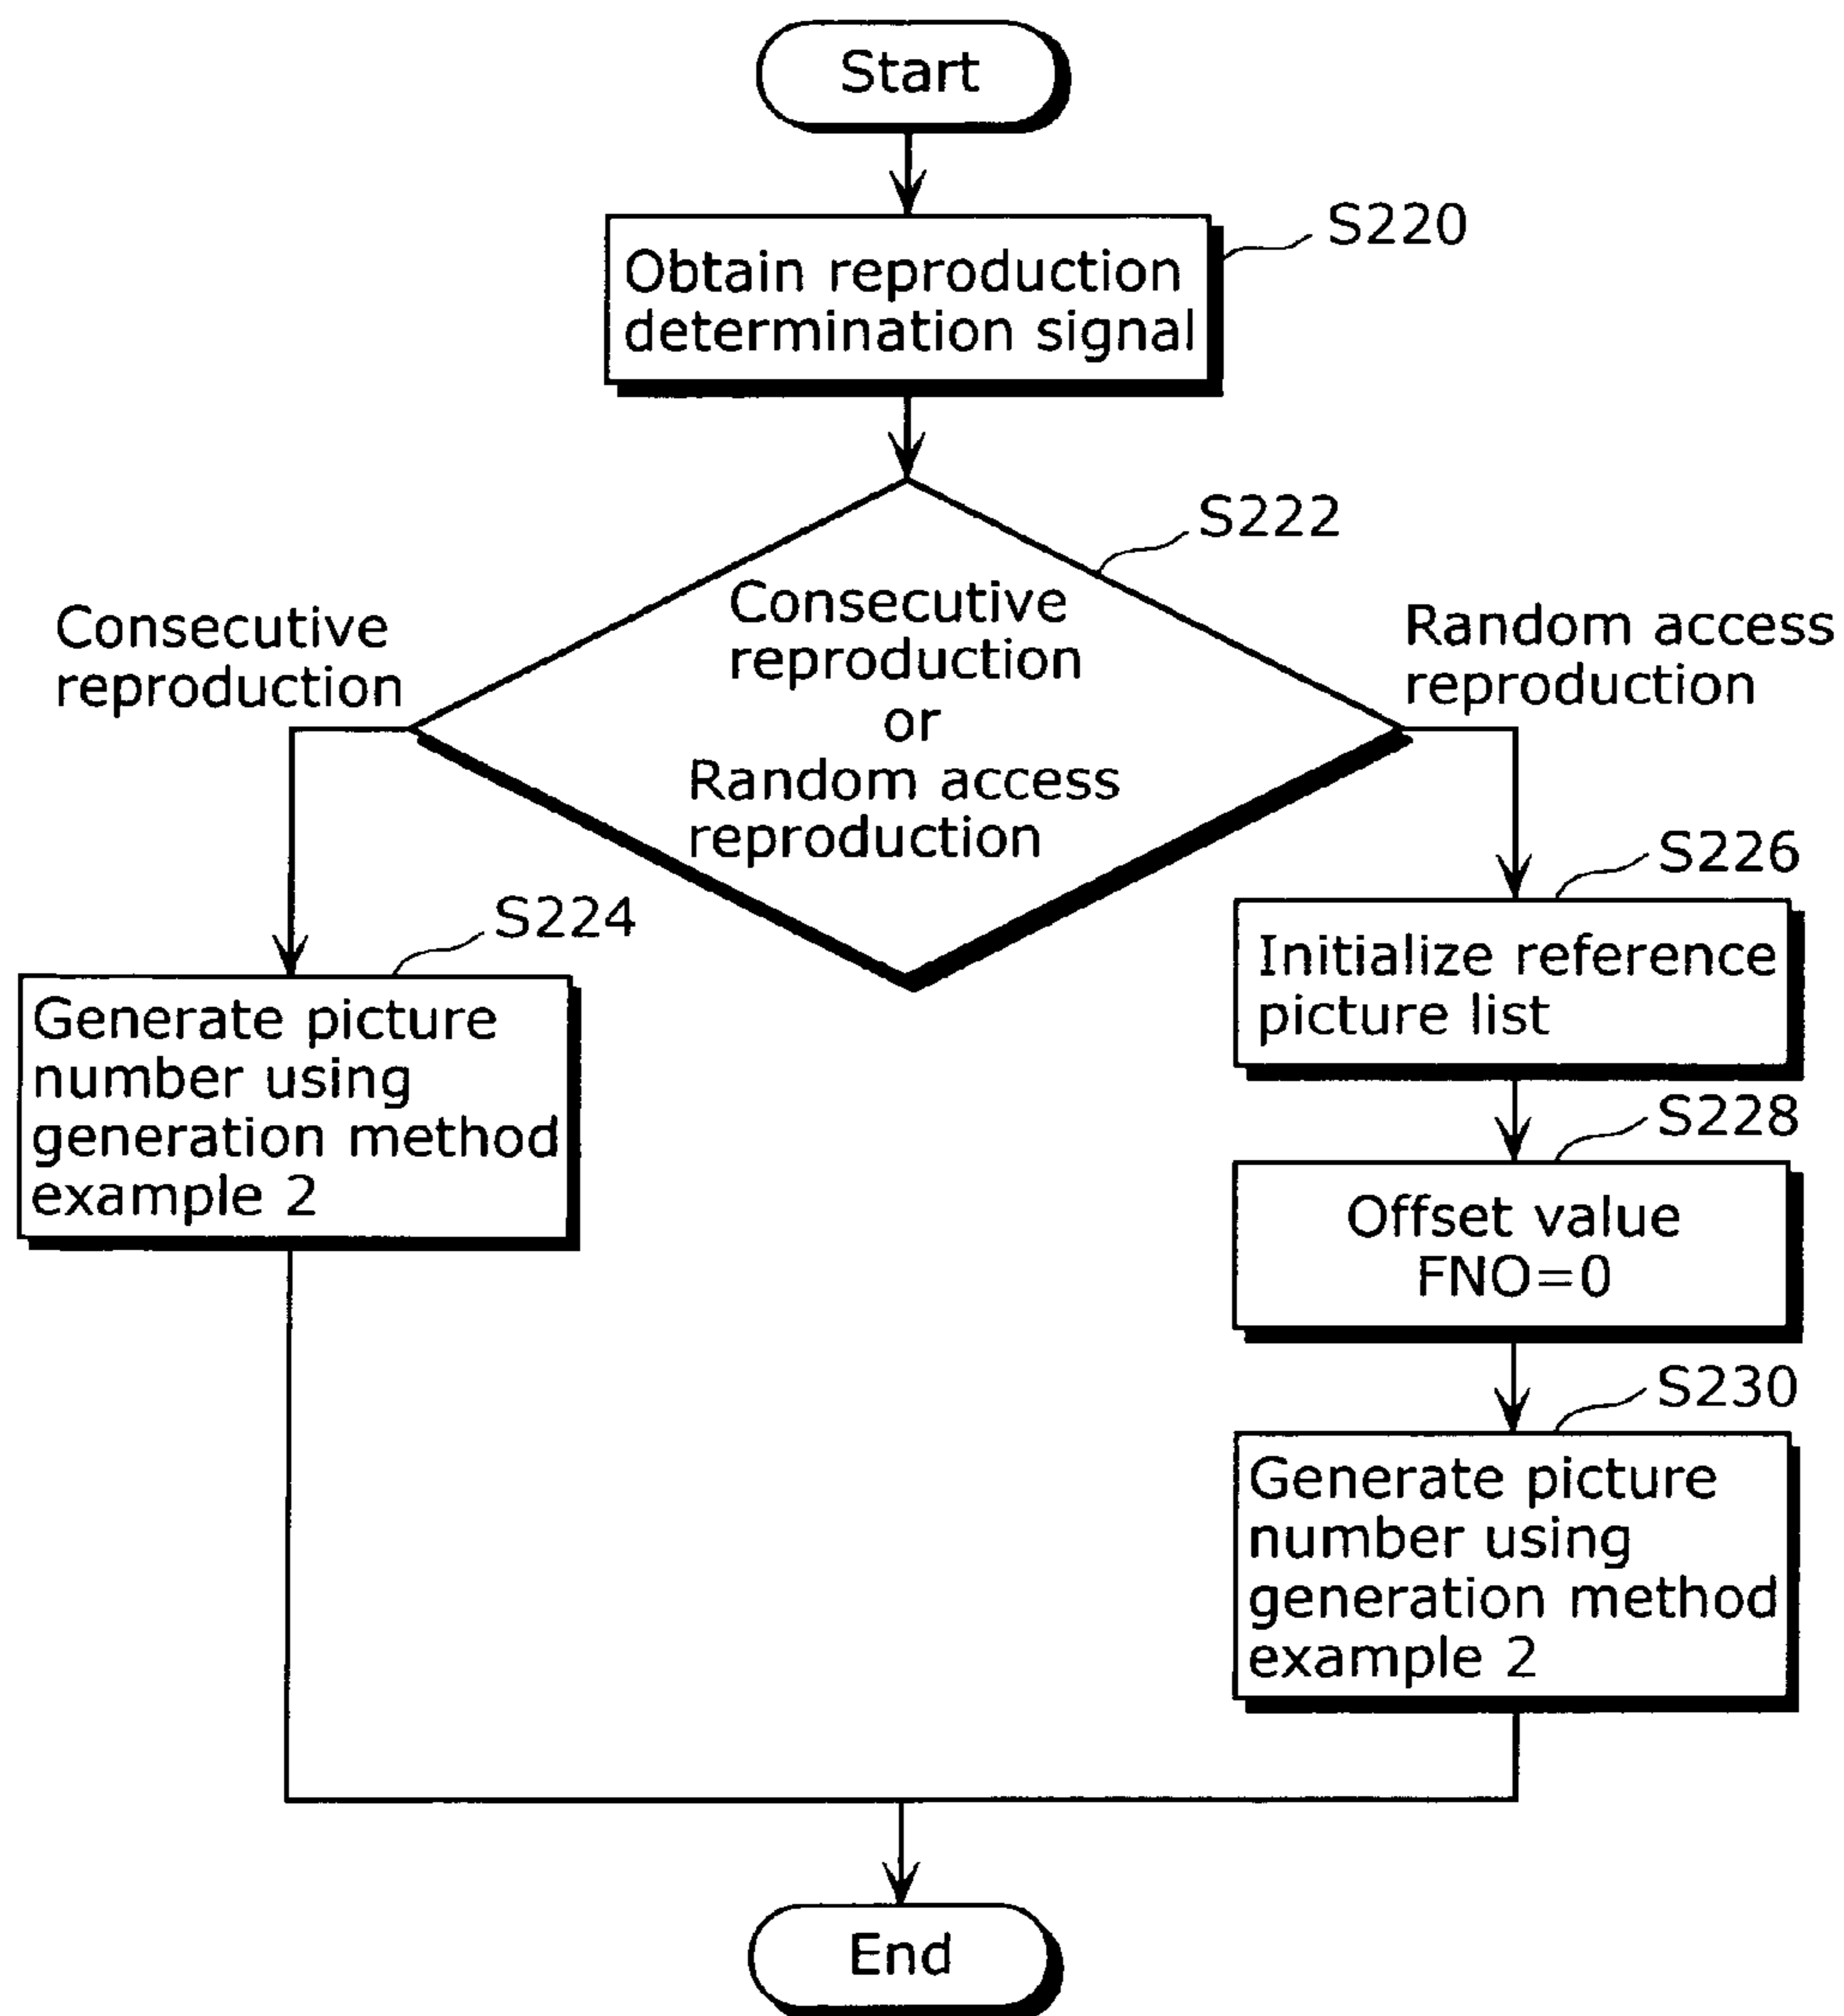 Start
S220
Obtain reproduction
determination signal
S222
Consecutive
reproduction
or
Random access
reproduction
Consecutive
reproduction
Random access
reproduction
S224
Generate picture
number using
generation method
example 2
S226
Initialize reference
picture list
S228
Offset value
FNO=0
S230
Generate picture
number using
generation method
example 2
End